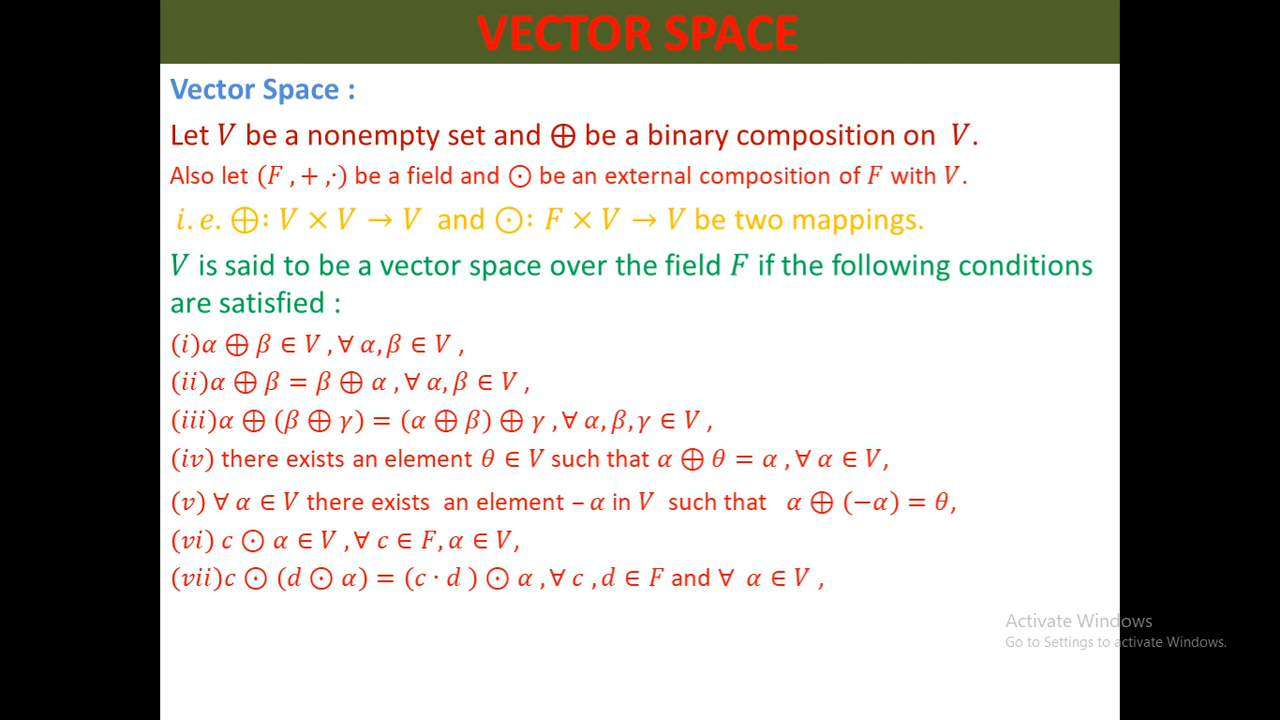 VECTOR SPACE
Vector Space :
Let 𝑉 be a nonempty set and ⊕ be a binary composition on 𝑉.
Also let (𝐹 , + ,·) be a field and ⊙ be an external composition of 𝐹 with 𝑉.
𝑖. 𝑒. ⊕: 𝑉 × 𝑉 → 𝑉 and ⊙: 𝐹 × 𝑉 → 𝑉 be two mappings.
𝑉 is said to be a vector space over the field 𝐹 if the following conditions
are satisfied :
(𝑖)𝛼 ⊕ 𝛽 ∈ 𝑉 ,∀ 𝛼, 𝛽 ∈ 𝑉 ,
(𝑖𝑖)𝛼 ⊕ 𝛽 = 𝛽 ⊕ 𝛼 ,∀ 𝛼, 𝛽 ∈ 𝑉 ,
(𝑖𝑖𝑖)𝛼 ⊕ (𝛽 ⊕ 𝛾) = (𝛼 ⊕ 𝛽) ⊕ 𝛾 ,∀ 𝛼, 𝛽, 𝛾 ∈ 𝑉 ,
(𝑖𝑣) there exists an element 𝜃 ∈ 𝑉 such that 𝛼 ⊕ 𝜃 = 𝛼 ,∀ 𝛼 ∈ 𝑉,
(𝑣) ∀ 𝛼 ∈ 𝑉 there exists an element – 𝛼 in 𝑉 such that 𝛼 ⊕ (−𝛼) = 𝜃,
(𝑣𝑖) 𝑐 ⊙ 𝛼 ∈ 𝑉 ,∀ 𝑐 ∈ 𝐹, 𝛼 ∈ 𝑉,
(𝑣𝑖𝑖)𝑐 ⊙ (𝑑 ⊙ 𝛼) = (𝑐 · 𝑑 ) ⊙ 𝛼 ,∀ 𝑐 , 𝑑 ∈ 𝐹 and ∀ 𝛼 ∈ 𝑉 ,
Activate Windows
Go to Settings to activate Windows.